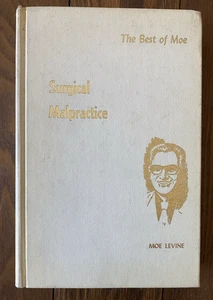 The Best of Moe
Surgical
Malpractice
MOE LEVINE